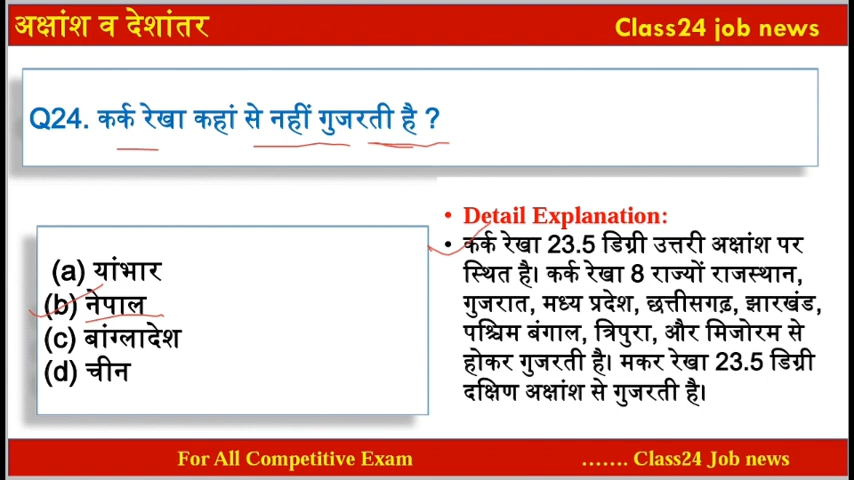 अक्षांश व देशांतर
Class24 job news
Q24. कर्क रेखा कहां से नहीं गुजरती है ?
(a) यांभार
(b) नेपाल
(c) बांग्लादेश
(d) चीन
• Detail Explanation:
• कर्क रेखा 23.5 डिग्री उत्तरी अक्षांश पर
स्थित है। कर्क रेखा 8 राज्यों राजस्थान,
गुजरात, मध्य प्रदेश, छत्तीसगढ़, झारखंड,
पश्चिम बंगाल, त्रिपुरा, और मिजोरम से
होकर गुजरती है। मकर रेखा 23.5 डिग्री
दक्षिण अक्षांश से गुजरती है।
For All Competitive Exam
....... Class24 Job news